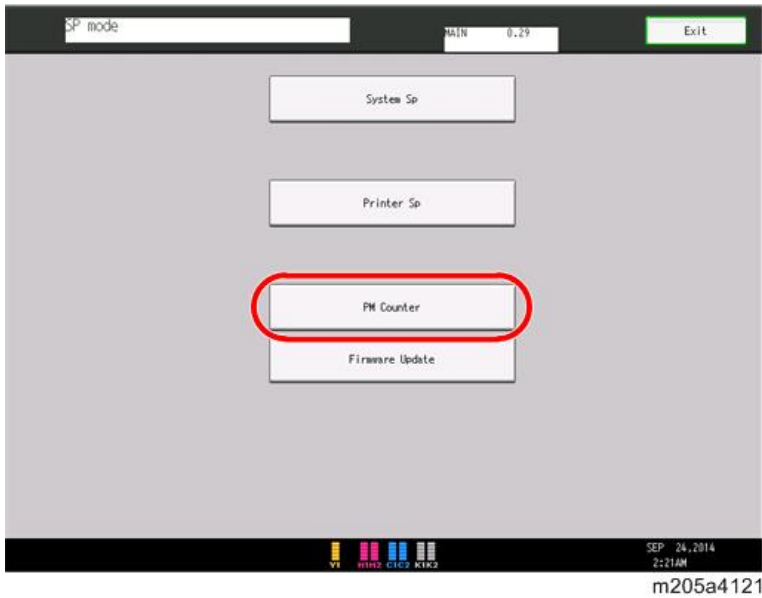 SP mode
MAIN 0.29
Exit
System Sp
Printer Sp
PM Counter
Firmware Update
SEP 24,2014
2:21AM
Y1 M1M2 C1C2 K1K2
m205a4121